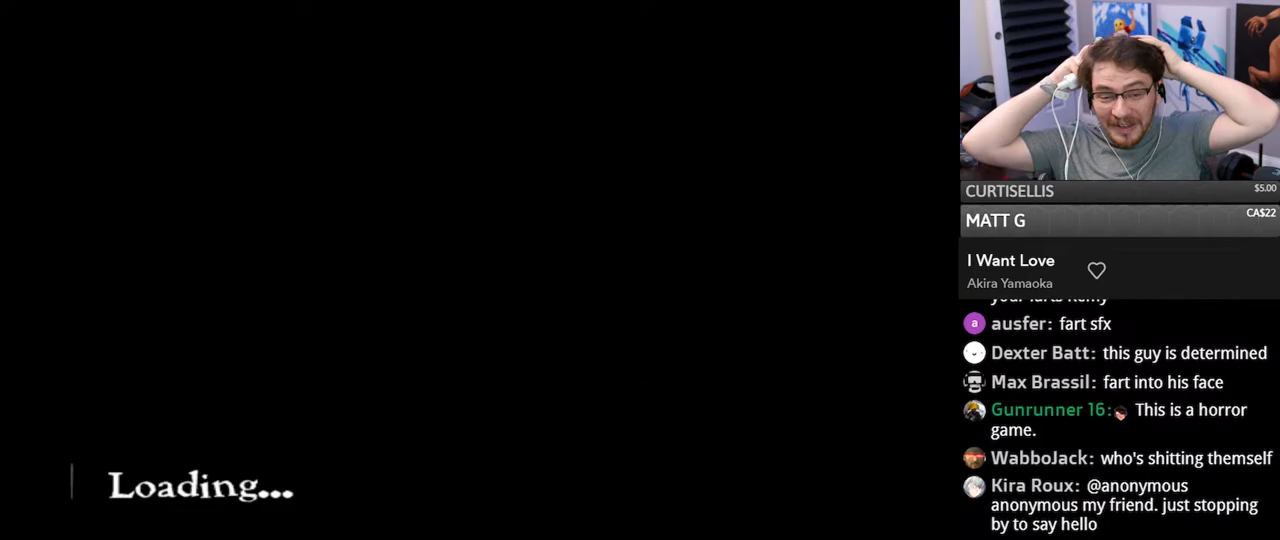 CURTISELLIS $5.00
MATT G CA$22
I Want Love
Akira Yamaoka
ausfer: fart sfx
Dexter Batt: this guy is determined
Max Brassil: fart into his face
Gunrunner 16: This is a horror
game.
WabboJack: who's shitting themself
Kira Roux: @anonymous
anonymous my friend. just stopping
by to say hello
Loading...